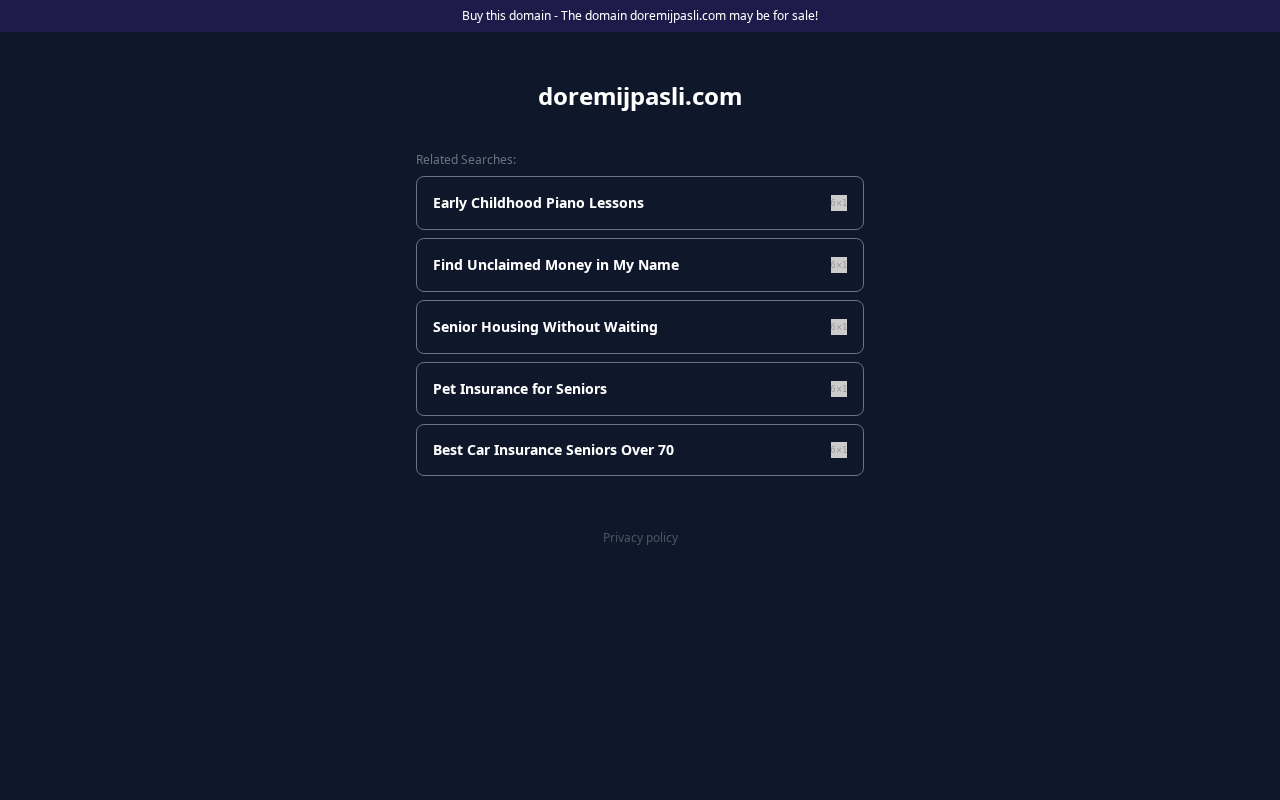 Buy this domain - The domain doremijpasli.com may be for sale!
doremijpasli.com
Related Searches:
Early Childhood Piano Lessons
Find Unclaimed Money in My Name
Senior Housing Without Waiting
Pet Insurance for Seniors
Best Car Insurance Seniors Over 70
Privacy policy